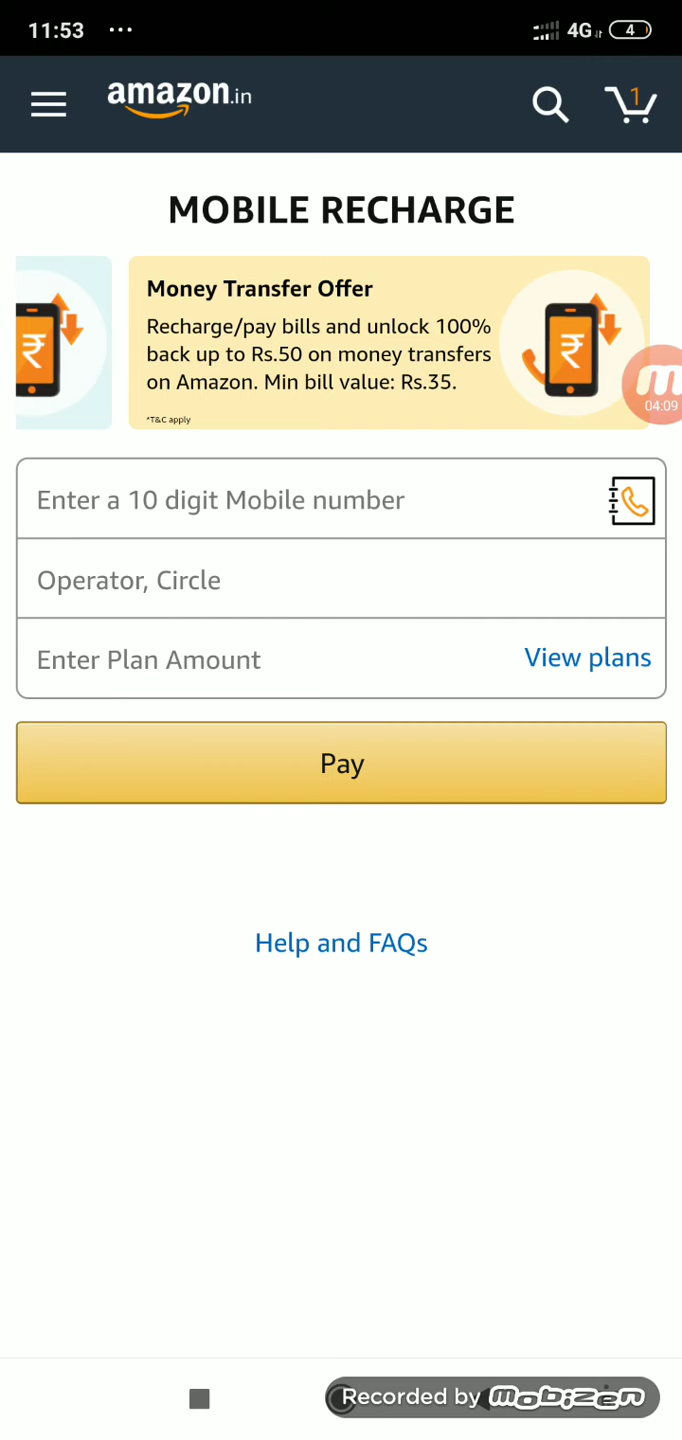 11:53 ... 4G 4
amazon.in 1
MOBILE RECHARGE
Money Transfer Offer
Recharge/pay bills and unlock 100%
back up to Rs.50 on money transfers
on Amazon. Min bill value: Rs.35.
*T&C apply
04:09
Enter a 10 digit Mobile number
Operator, Circle
Enter Plan Amount View plans
Pay
Help and FAQs
Recorded by mobizen